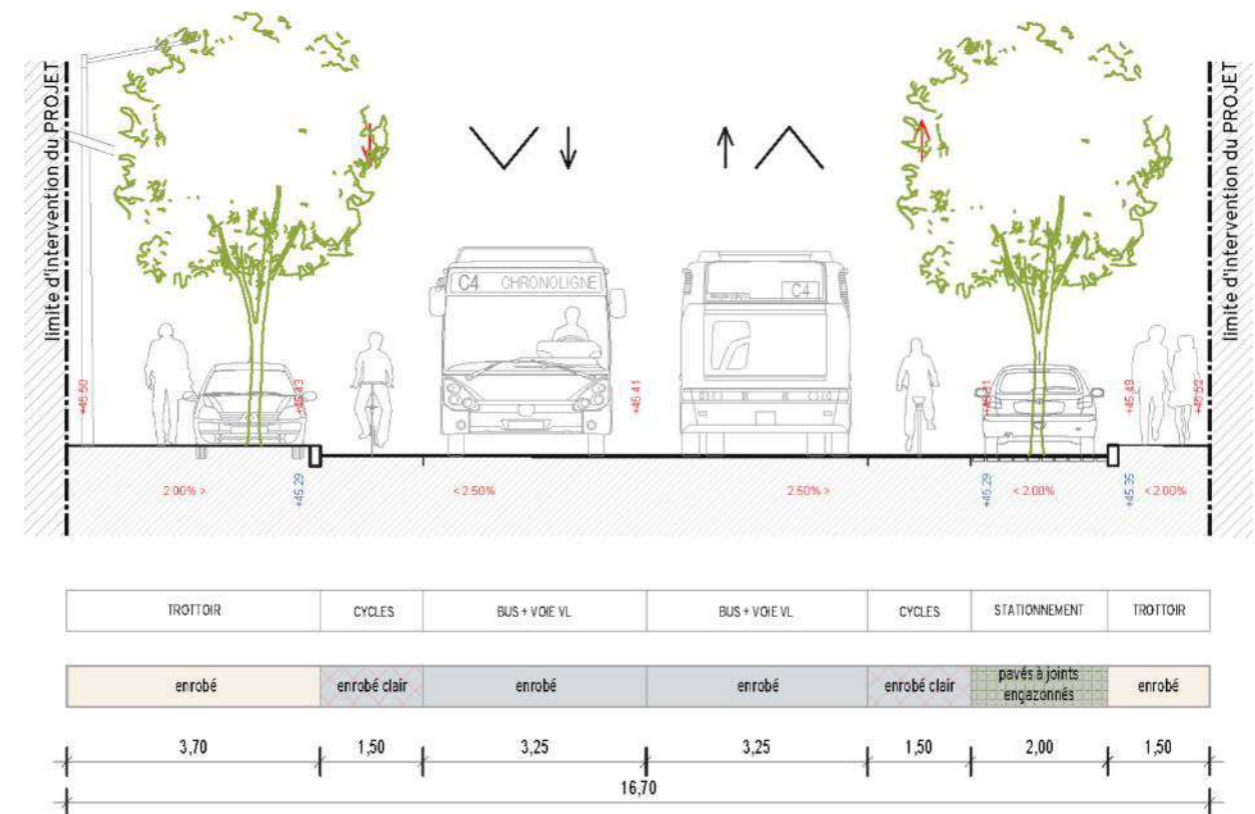 limite d'intervention du PROJET
limite d'intervention du PROJET
C4 CHRONOLIGNE
C4
+45.50
+45.43
+45.41
+45.49
+45.52
2.00% >
+45.29
< 2.50%
2.50% >
+45.29
< 2.00%
+45.35
< 2.00%
TROTTOIR CYCLES BUS + VOIE VL BUS + VOIE VL CYCLES STATIONNEMENT TROTTOIR
enrobé enrobé clair enrobé enrobé enrobé clair pavés à joints engazonnés enrobé
3,70 1,50 3,25 3,25 1,50 2,00 1,50
16,70